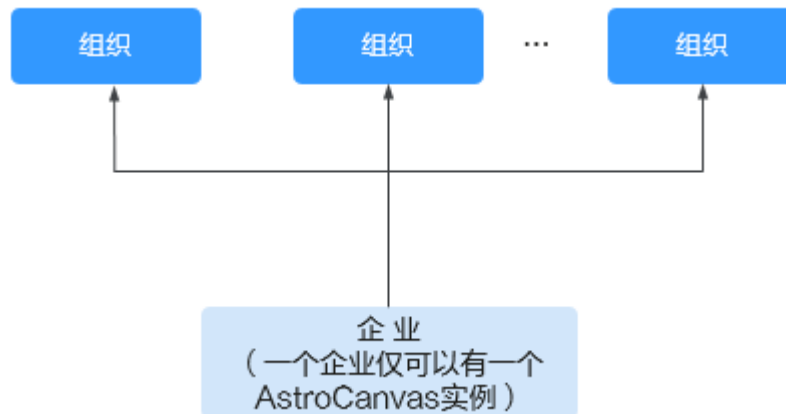 组织
组织
...
组织
企 业
（一个企业仅可以有一个
AstroCanvas实例）